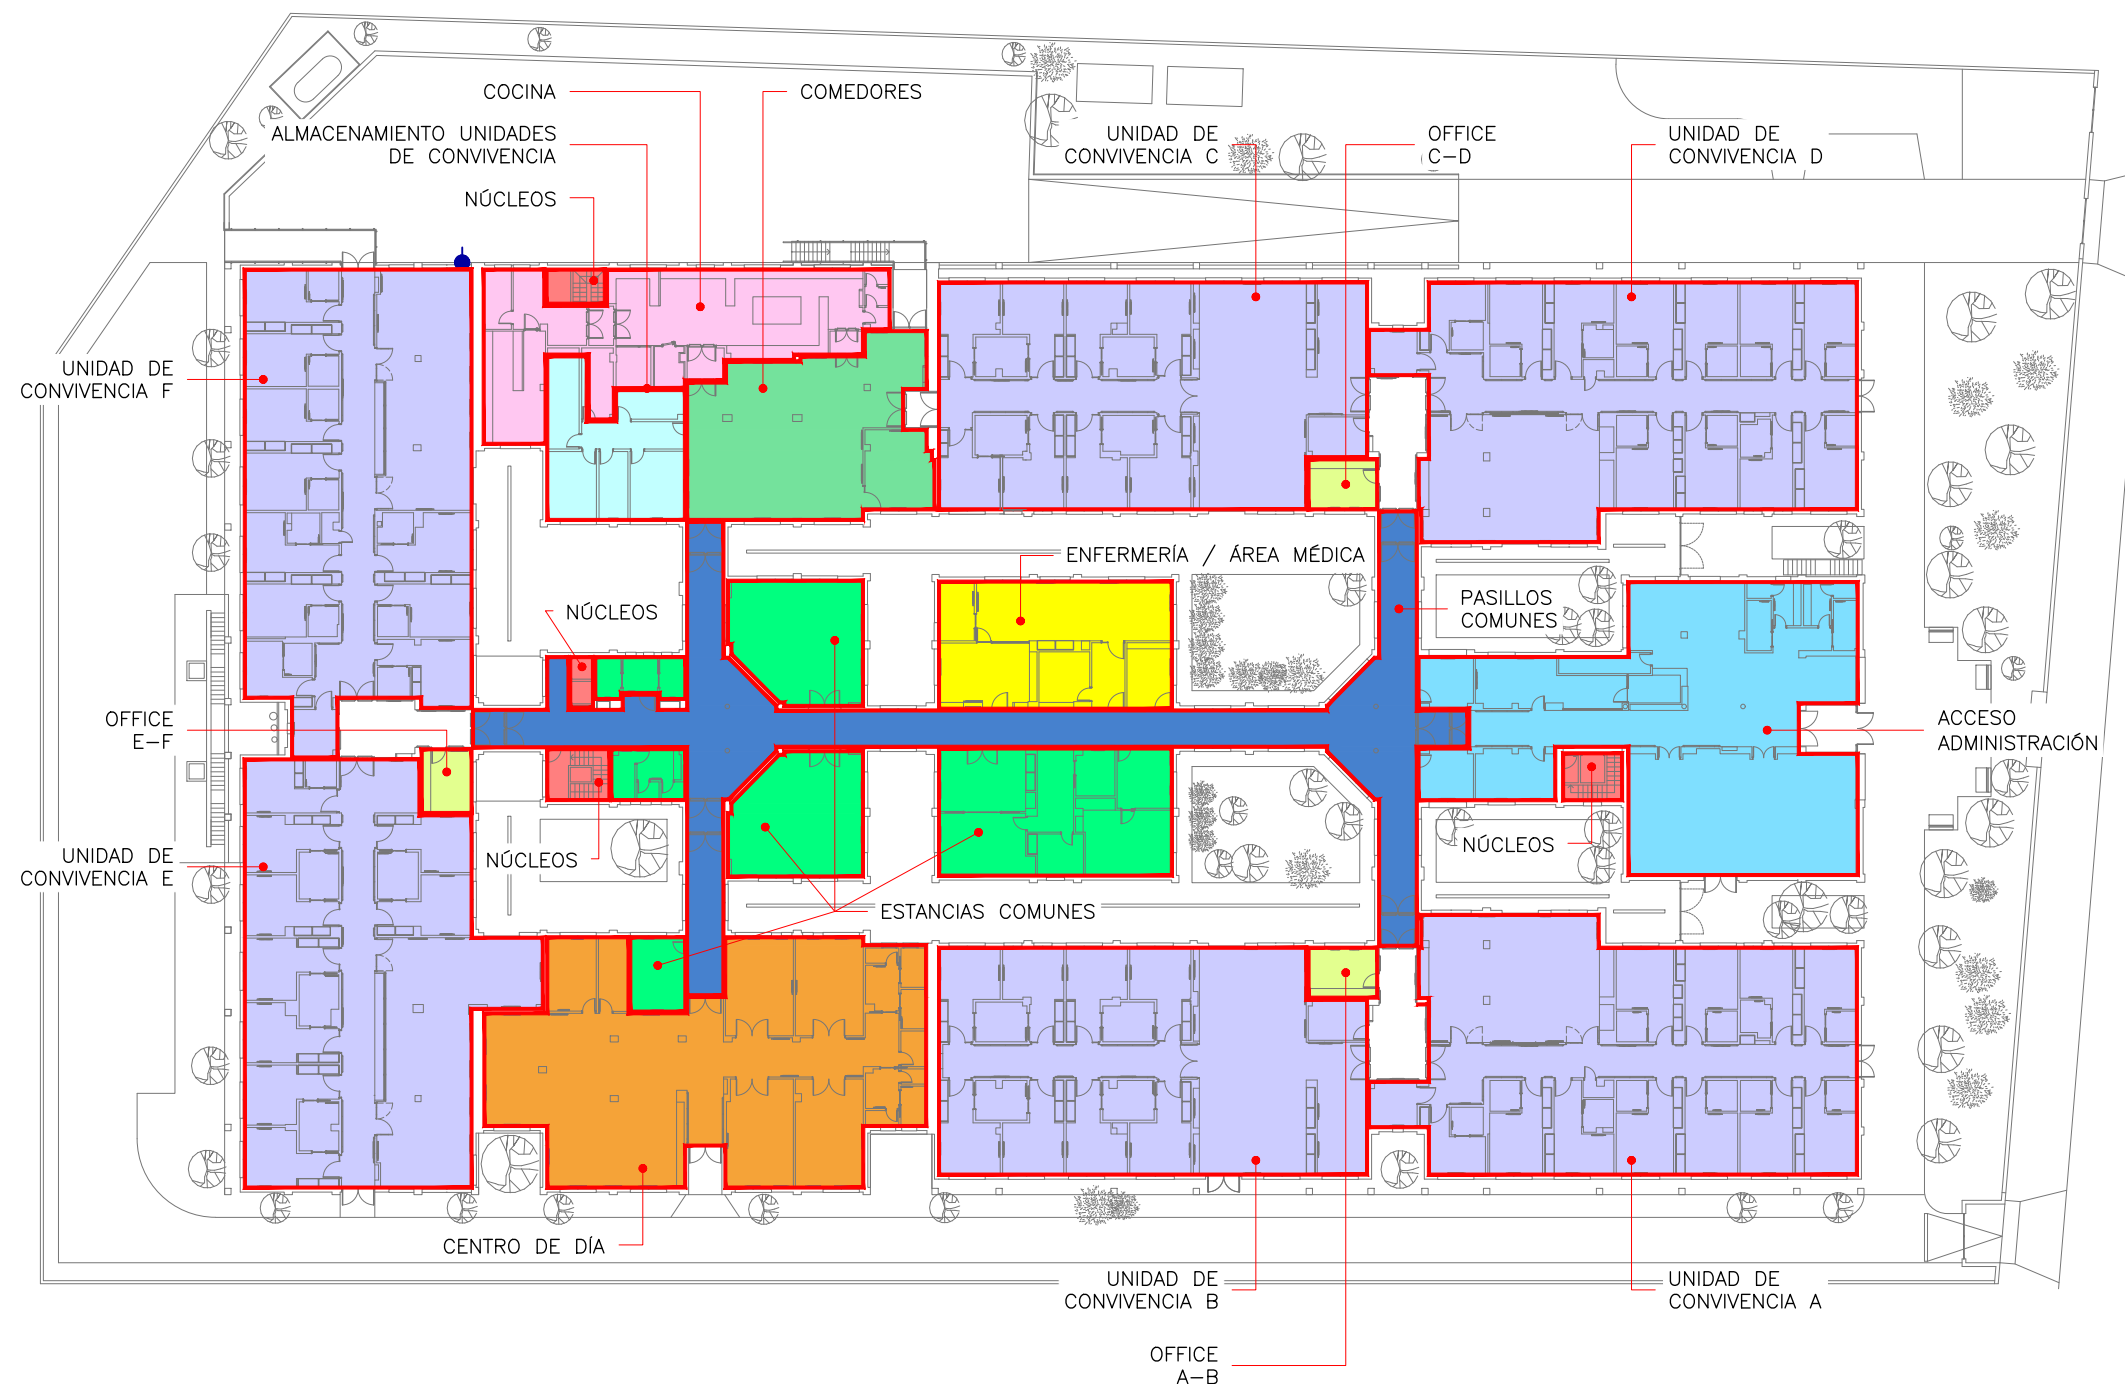 COCINA
COMEDORES
ALMACENAMIENTO UNIDADES
DE CONVIVENCIA
UNIDAD DE
CONVIVENCIA C
OFFICE
C-D
UNIDAD DE
CONVIVENCIA D
NÚCLEOS
UNIDAD DE
CONVIVENCIA F
ENFERMERÍA / ÁREA MÉDICA
NÚCLEOS
PASILLOS
COMUNES
OFFICE
E-F
ACCESO
ADMINISTRACIÓN
UNIDAD DE
CONVIVENCIA E
NÚCLEOS
NÚCLEOS
ESTANCIAS COMUNES
CENTRO DE DÍA
UNIDAD DE
CONVIVENCIA B
UNIDAD DE
CONVIVENCIA A
OFFICE
A-B